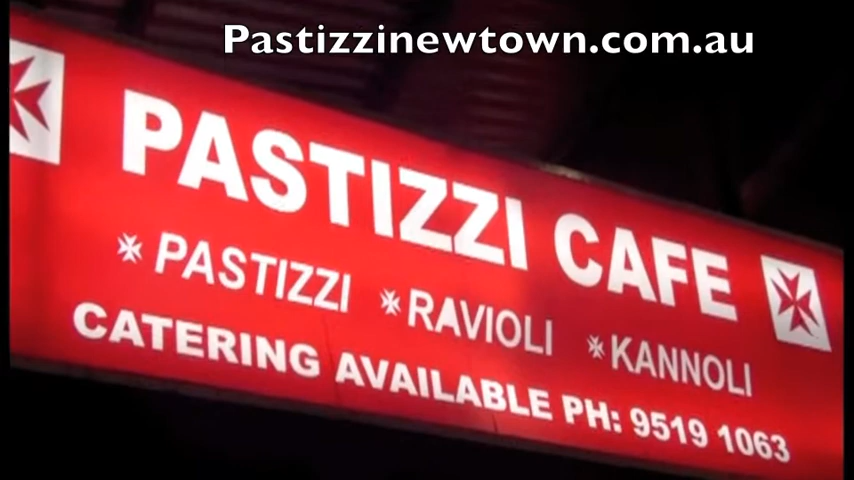 Pastizzinewtown.com.au
PASTIZZI CAFE
PASTIZZI RAVIOLI KANNOLI
CATERING AVAILABLE PH: 9519 1063